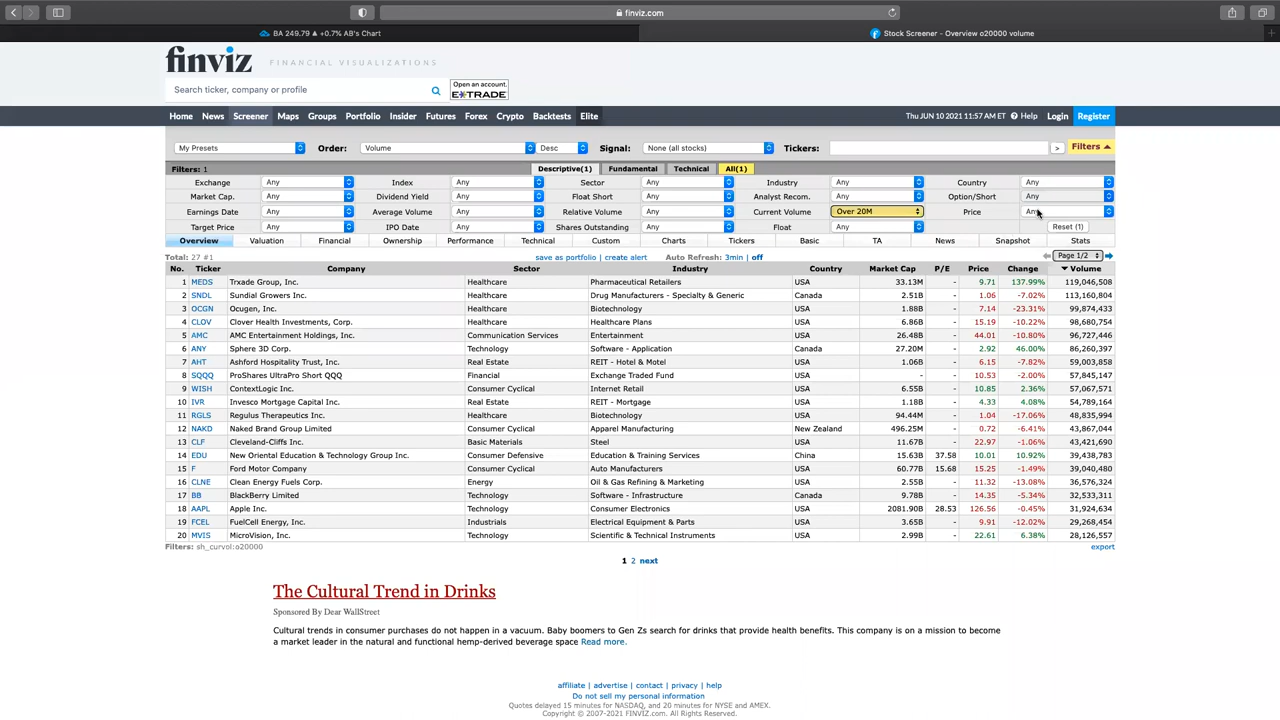 finviz.com
BA 249.79 ▲ +0.7% AB's Chart
Stock Screener - Overview o20000 volume
finviz FINANCIAL VISUALIZATIONS
Search ticker, company or profile
Open an account.
E*TRADE
Home News Screener Maps Groups Portfolio Insider Futures Forex Crypto Backtests Elite Thu JUN 10 2021 11:57 AM ET Help Login Register
My Presets Order: Volume Desc Signal: None (all stocks) Tickers: > Filters ▲
Filters: 1 Descriptive(1) Fundamental Technical All(1)
Exchange Any Index Any Sector Any Industry Any Country Any
Market Cap. Any Dividend Yield Any Float Short Any Analyst Recom. Any Option/Short Any
Earnings Date Any Average Volume Any Relative Volume Any Current Volume Over 20M Price Any
Target Price Any IPO Date Any Shares Outstanding Any Float Any Reset (1)
Overview Valuation Financial Ownership Performance Technical Custom Charts Tickers Basic TA News Snapshot Stats
Total: 27 #1 save as portfolio | create alert Auto Refresh: 3min | off Page 1/2
No. Ticker Company Sector Industry Country Market Cap P/E Price Change ▼ Volume
1 MEDS Trxade Group, Inc. Healthcare Pharmaceutical Retailers USA 33.13M - 9.71 137.99% 119,046,508
2 SNDL Sundial Growers Inc. Healthcare Drug Manufacturers - Specialty & Generic Canada 2.51B - 1.06 -7.02% 113,160,804
3 OCGN Ocugen, Inc. Healthcare Biotechnology USA 1.88B - 7.14 -23.31% 99,874,433
4 CLOV Clover Health Investments, Corp. Healthcare Healthcare Plans USA 6.86B - 15.19 -10.22% 98,680,754
5 AMC AMC Entertainment Holdings, Inc. Communication Services Entertainment USA 26.48B - 44.01 -10.80% 96,727,446
6 ANY Sphere 3D Corp. Technology Software - Application Canada 27.20M - 2.92 46.00% 86,260,397
7 AHT Ashford Hospitality Trust, Inc. Real Estate REIT - Hotel & Motel USA 1.06B - 6.15 -7.82% 59,003,858
8 SQQQ ProShares UltraPro Short QQQ Financial Exchange Traded Fund USA - - 10.53 -2.00% 57,845,147
9 WISH ContextLogic Inc. Consumer Cyclical Internet Retail USA 6.55B - 10.85 2.36% 57,067,571
10 IVR Invesco Mortgage Capital Inc. Real Estate REIT - Mortgage USA 1.18B - 4.33 4.08% 54,789,164
11 RGLS Regulus Therapeutics Inc. Healthcare Biotechnology USA 94.44M - 1.04 -17.06% 48,835,994
12 NAKD Naked Brand Group Limited Consumer Cyclical Apparel Manufacturing New Zealand 496.25M - 0.72 -6.41% 43,867,044
13 CLF Cleveland-Cliffs Inc. Basic Materials Steel USA 11.67B - 22.97 -1.06% 43,421,690
14 EDU New Oriental Education & Technology Group Inc. Consumer Defensive Education & Training Services China 15.63B 37.58 10.01 10.92% 39,438,783
15 F Ford Motor Company Consumer Cyclical Auto Manufacturers USA 60.77B 15.68 15.25 -1.49% 39,040,480
16 CLNE Clean Energy Fuels Corp. Energy Oil & Gas Refining & Marketing USA 2.55B - 11.32 -13.08% 36,576,324
17 BB BlackBerry Limited Technology Software - Infrastructure Canada 9.78B - 14.35 -5.34% 32,533,311
18 AAPL Apple Inc. Technology Consumer Electronics USA 2081.90B 28.53 126.56 -0.45% 31,924,634
19 FCEL FuelCell Energy, Inc. Industrials Electrical Equipment & Parts USA 3.65B - 9.91 -12.02% 29,268,454
20 MVIS MicroVision, Inc. Technology Scientific & Technical Instruments USA 2.99B - 22.61 6.38% 28,126,557
Filters: sh_curvol:o20000 export
1 2 next
The Cultural Trend in Drinks
Sponsored By Dear WallStreet
Cultural trends in consumer purchases do not happen in a vacuum. Baby boomers to Gen Zs search for drinks that provide health benefits. This company is on a mission to become
a market leader in the natural and functional hemp-derived beverage space Read more.
affiliate | advertise | contact | privacy | help
Do not sell my personal information
Quotes delayed 15 minutes for NASDAQ, and 20 minutes for NYSE and AMEX.
Copyright © 2007-2021 FINVIZ.com. All Rights Reserved.